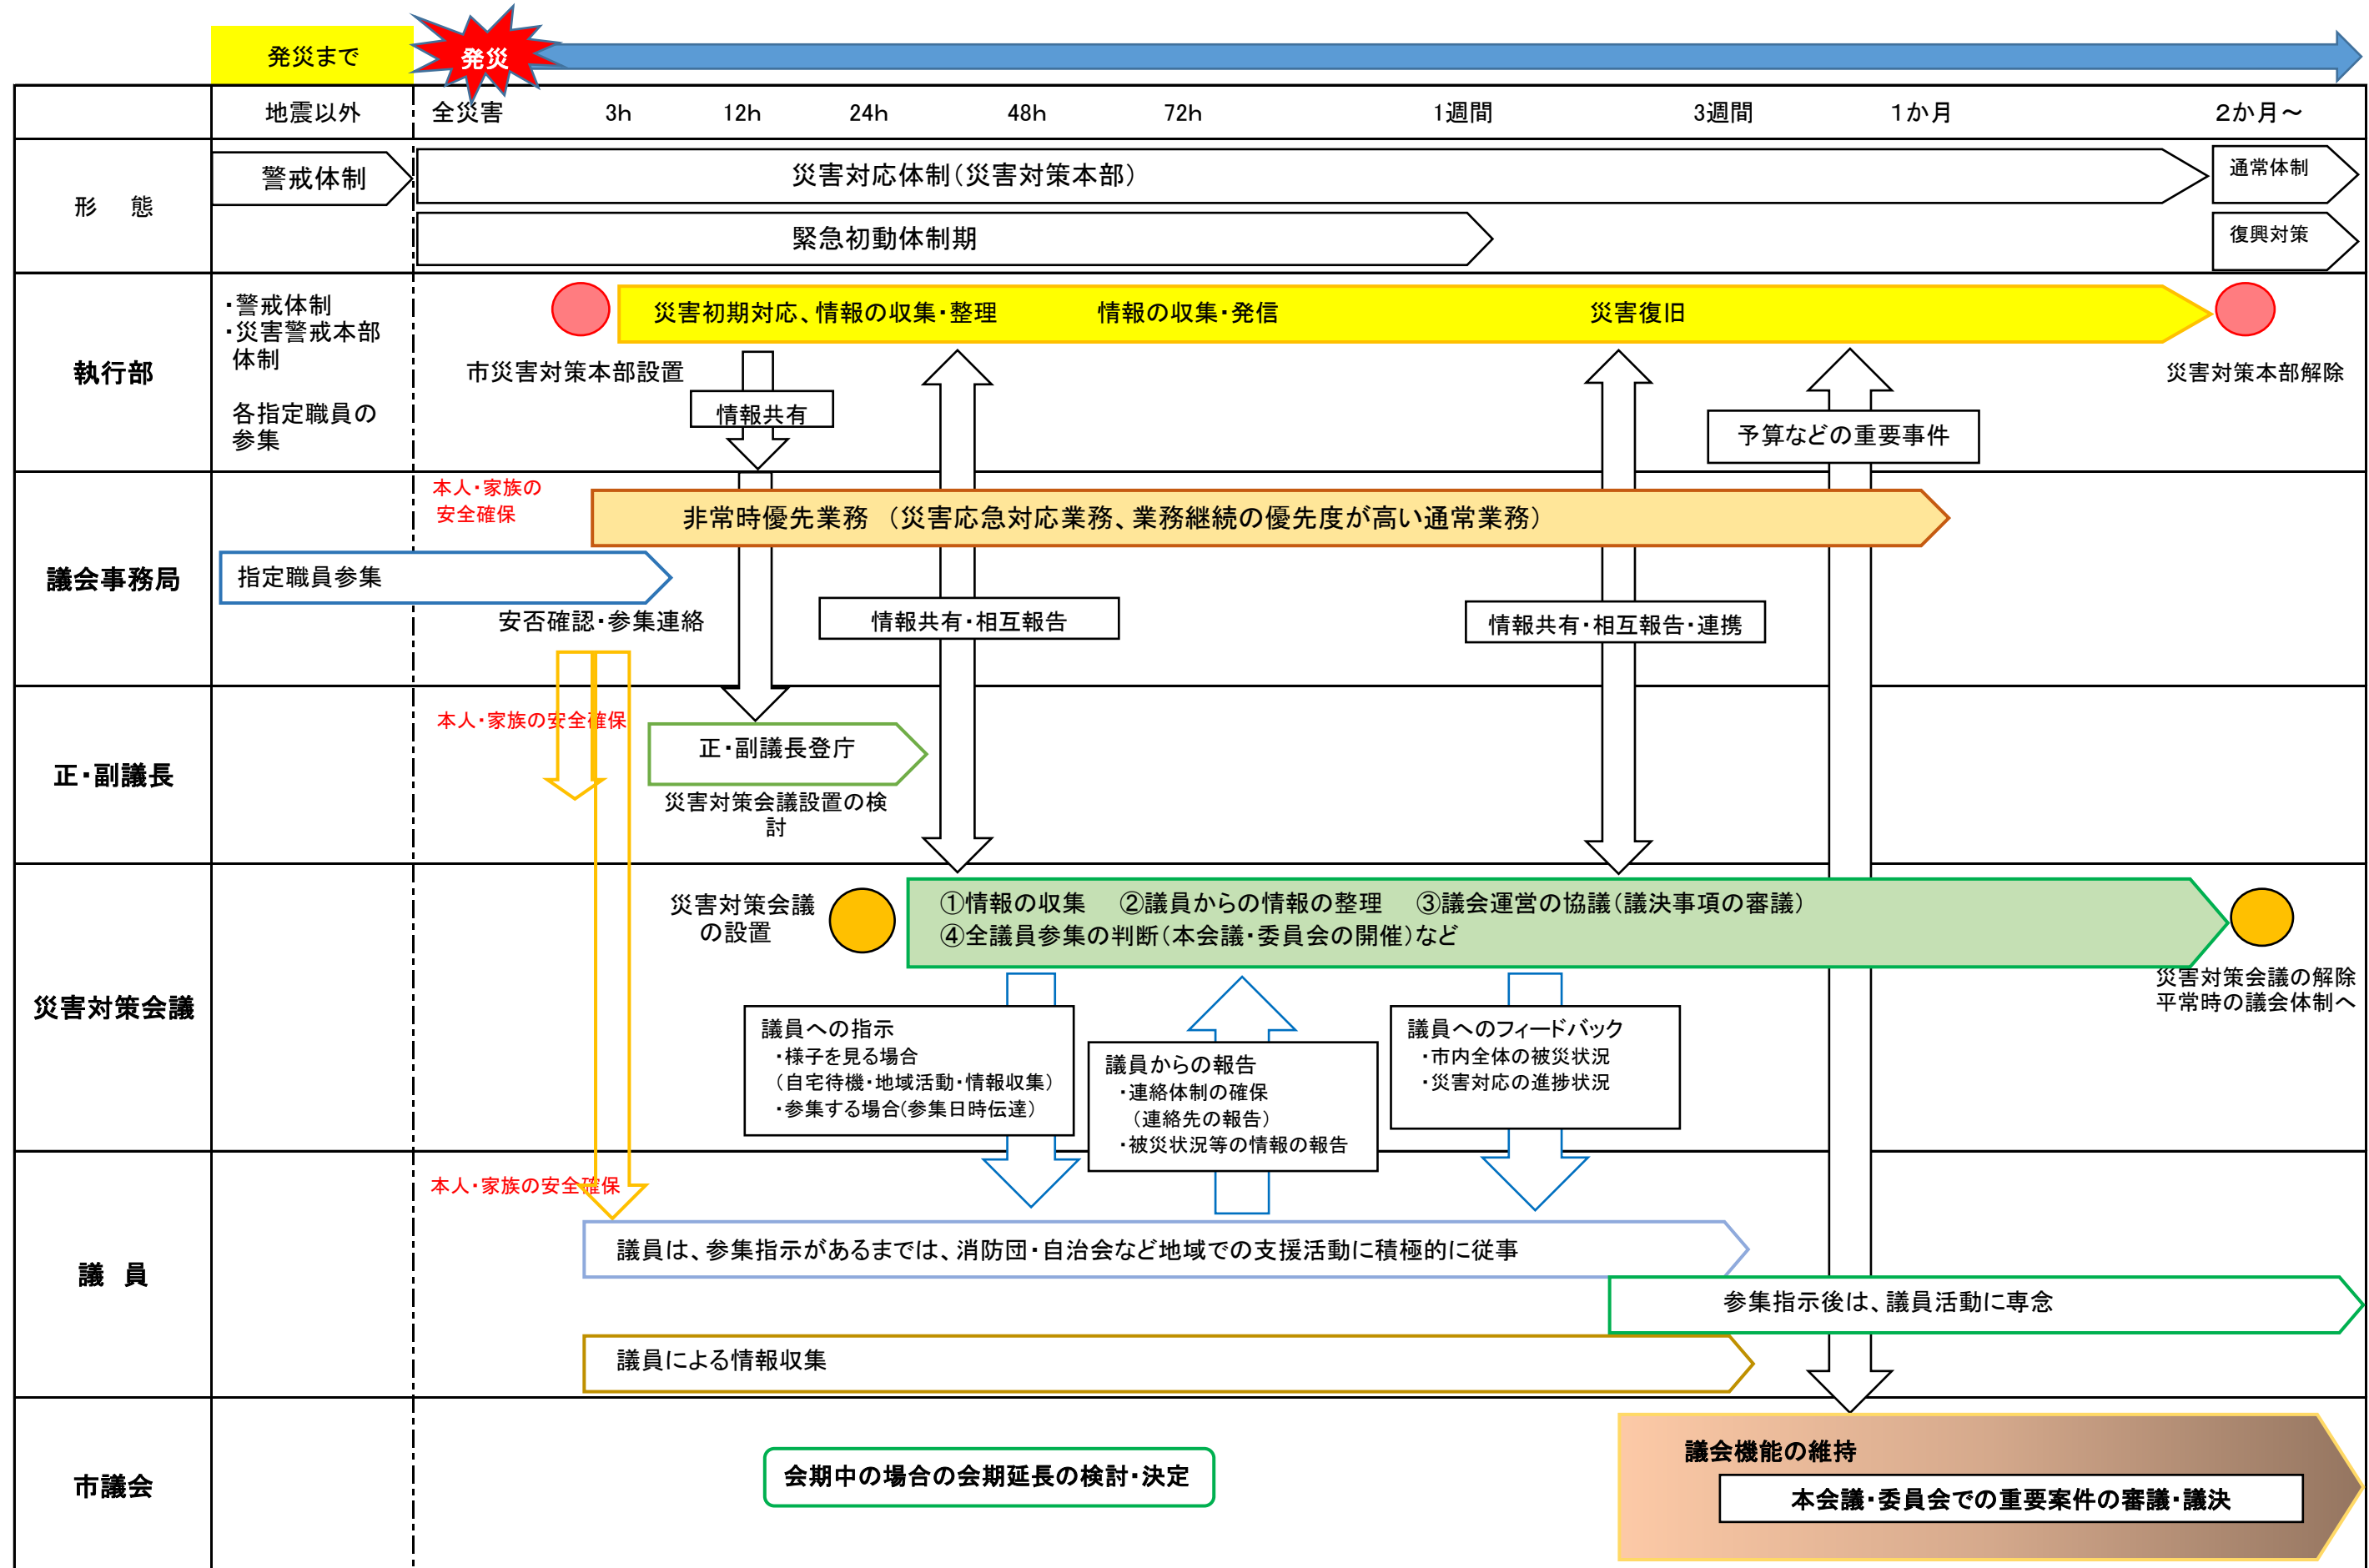 発災まで
発災
地震以外
全災害
3h
12h
24h
48h
72h
1週間
3週間
1か月
2か月～
形　態
警戒体制
災害対応体制(災害対策本部)
通常体制
緊急初動体制期
復興対策
執行部
・警戒体制
・災害警戒本部
体制
各指定職員の
参集
災害初期対応、情報の収集・整理
情報の収集・発信
災害復旧
市災害対策本部設置
災害対策本部解除
情報共有
予算などの重要事件
議会事務局
本人・家族の
安全確保
非常時優先業務　(災害応急対応業務、業務継続の優先度が高い通常業務)
指定職員参集
安否確認・参集連絡
情報共有・相互報告
情報共有・相互報告・連携
正・副議長
本人・家族の安全確保
正・副議長登庁
災害対策会議設置の検
討
災害対策会議
災害対策会議
の設置
①情報の収集　②議員からの情報の整理　③議会運営の協議(議決事項の審議)
④全議員参集の判断(本会議・委員会の開催)など
災害対策会議の解除
平常時の議会体制へ
議員への指示
・様子を見る場合
(自宅待機・地域活動・情報収集)
・参集する場合(参集日時伝達)
議員からの報告
・連絡体制の確保
(連絡先の報告)
・被災状況等の情報の報告
議員へのフィードバック
・市内全体の被災状況
・災害対応の進捗状況
議　員
本人・家族の安全確保
議員は、参集指示があるまでは、消防団・自治会など地域での支援活動に積極的に従事
参集指示後は、議員活動に専念
議員による情報収集
市議会
会期中の場合の会期延長の検討・決定
議会機能の維持
本会議・委員会での重要案件の審議・議決